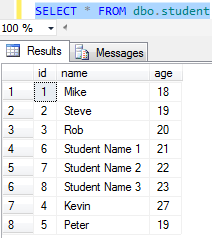 SELECT * FROM dbo.student
100 %
Results Messages
id name age
1 1 Mike 18
2 2 Steve 19
3 3 Rob 20
4 6 Student Name 1 21
5 7 Student Name 2 22
6 8 Student Name 3 23
7 4 Kevin 27
8 5 Peter 19